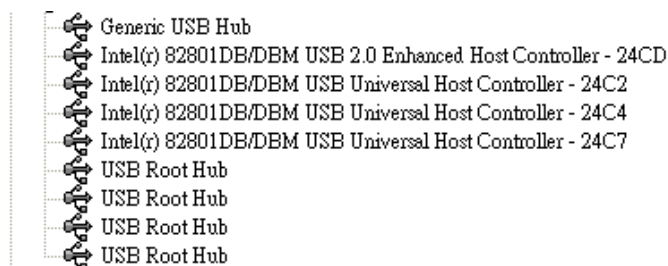 Generic USB Hub
Intel(r) 82801DB/DBM USB 2.0 Enhanced Host Controller - 24CD
Intel(r) 82801DB/DBM USB Universal Host Controller - 24C2
Intel(r) 82801DB/DBM USB Universal Host Controller - 24C4
Intel(r) 82801DB/DBM USB Universal Host Controller - 24C7
USB Root Hub
USB Root Hub
USB Root Hub
USB Root Hub